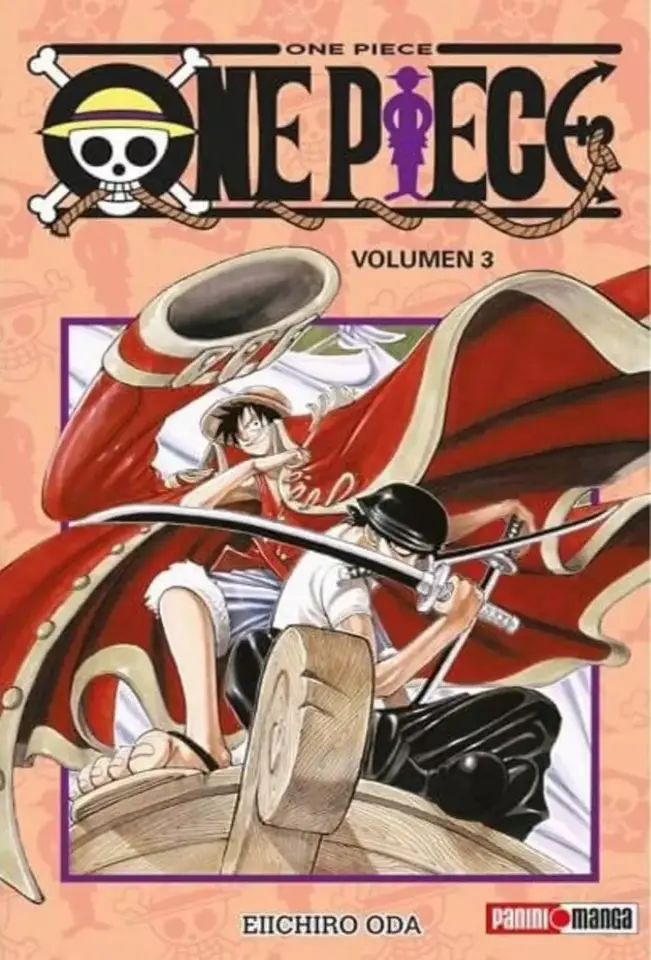 ONE PIECE
ONE PIECE
VOLUMEN 3
EIICHIRO ODA
PANINI manga